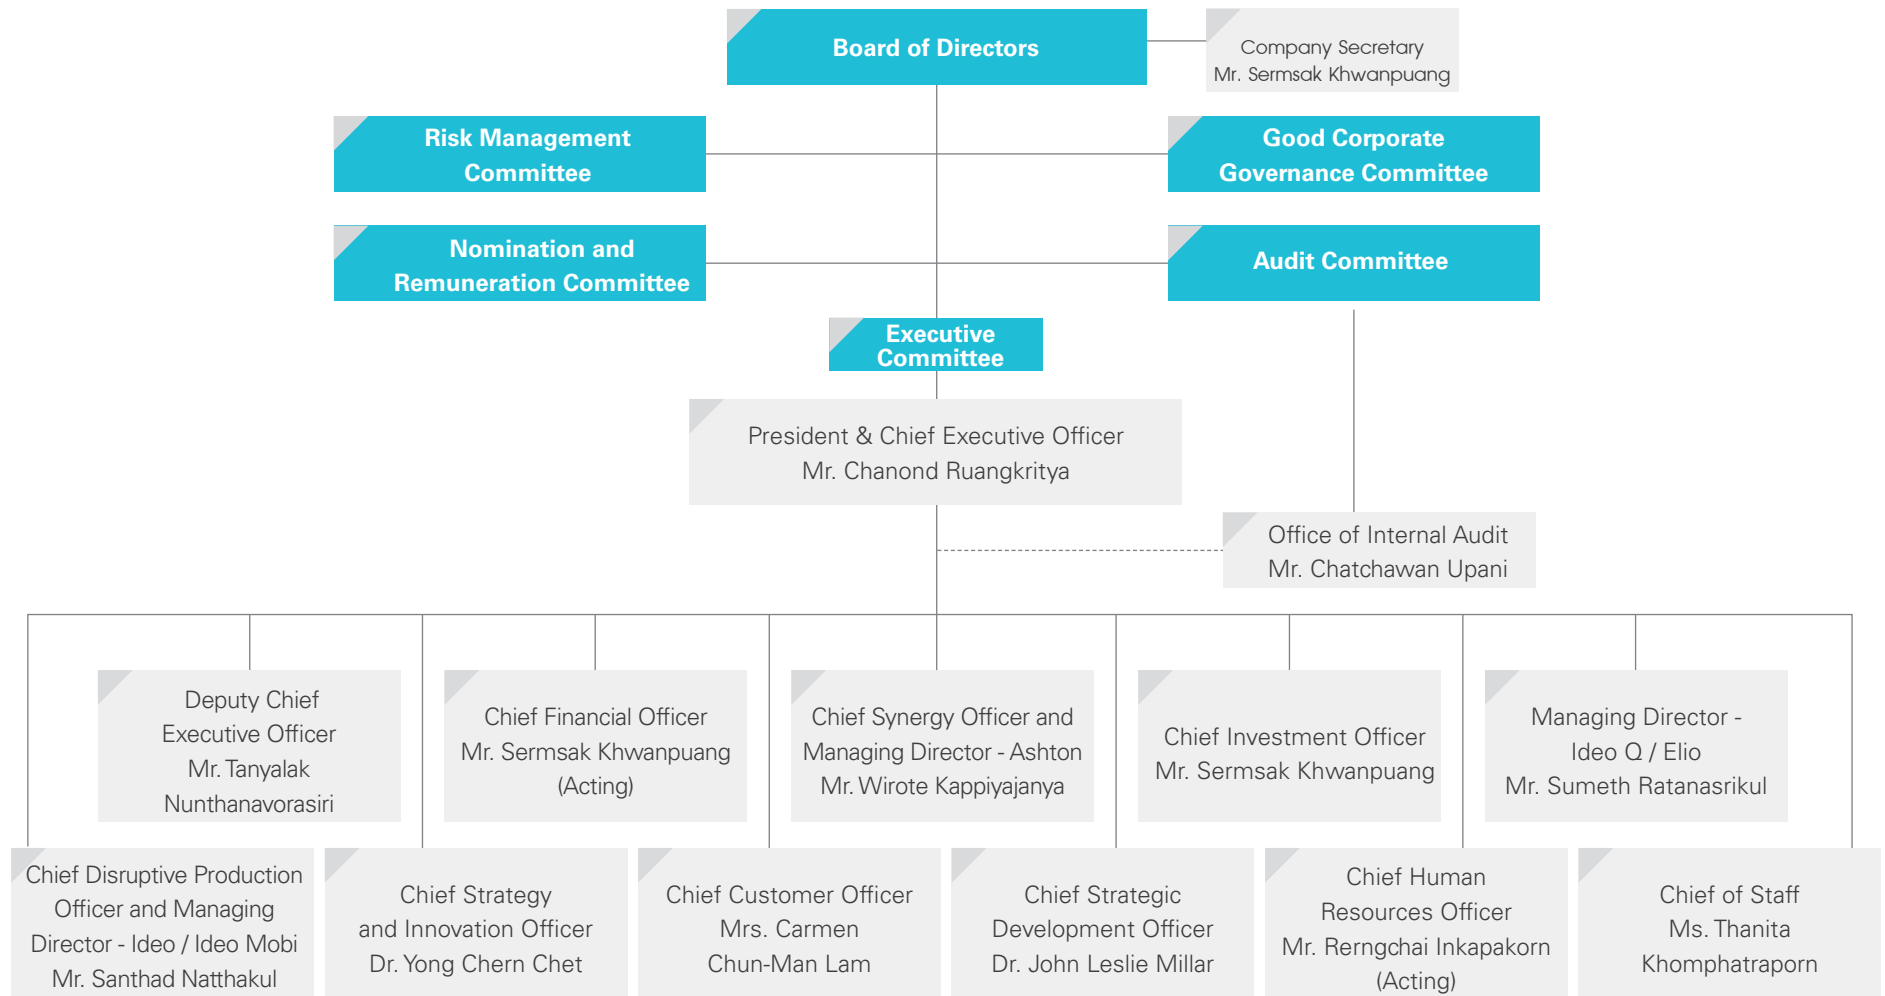 Board of Directors
Company Secretary
Mr. Sermsak Khwanpuang
Risk Management
Committee
Good Corporate
Governance Committee
Nomination and
Remuneration Committee
Audit Committee
Executive
Committee
President & Chief Executive Officer
Mr. Chanond Ruangkritya
Office of Internal Audit
Mr. Chatchawan Upani
Deputy Chief
Executive Officer
Mr. Tanyalak
Nunthanavorasiri
Chief Financial Officer
Mr. Sermsak Khwanpuang
(Acting)
Chief Synergy Officer and
Managing Director - Ashton
Mr. Wirote Kappiyajanya
Chief Investment Officer
Mr. Sermsak Khwanpuang
Managing Director -
Ideo Q / Elio
Mr. Sumeth Ratanasrikul
Chief Disruptive Production
Officer and Managing
Director - Ideo / Ideo Mobi
Mr. Santhad Natthakul
Chief Strategy
and Innovation Officer
Dr. Yong Chern Chet
Chief Customer Officer
Mrs. Carmen
Chun-Man Lam
Chief Strategic
Development Officer
Dr. John Leslie Millar
Chief Human
Resources Officer
Mr. Rerngchai Inkapakorn
(Acting)
Chief of Staff
Ms. Thanita
Khomphatraporn